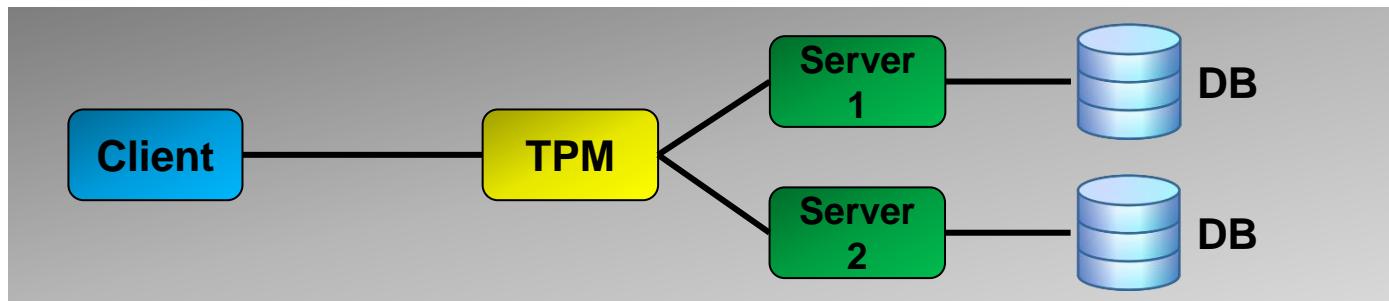 Client
TPM
Server
1
DB
Server
2
DB